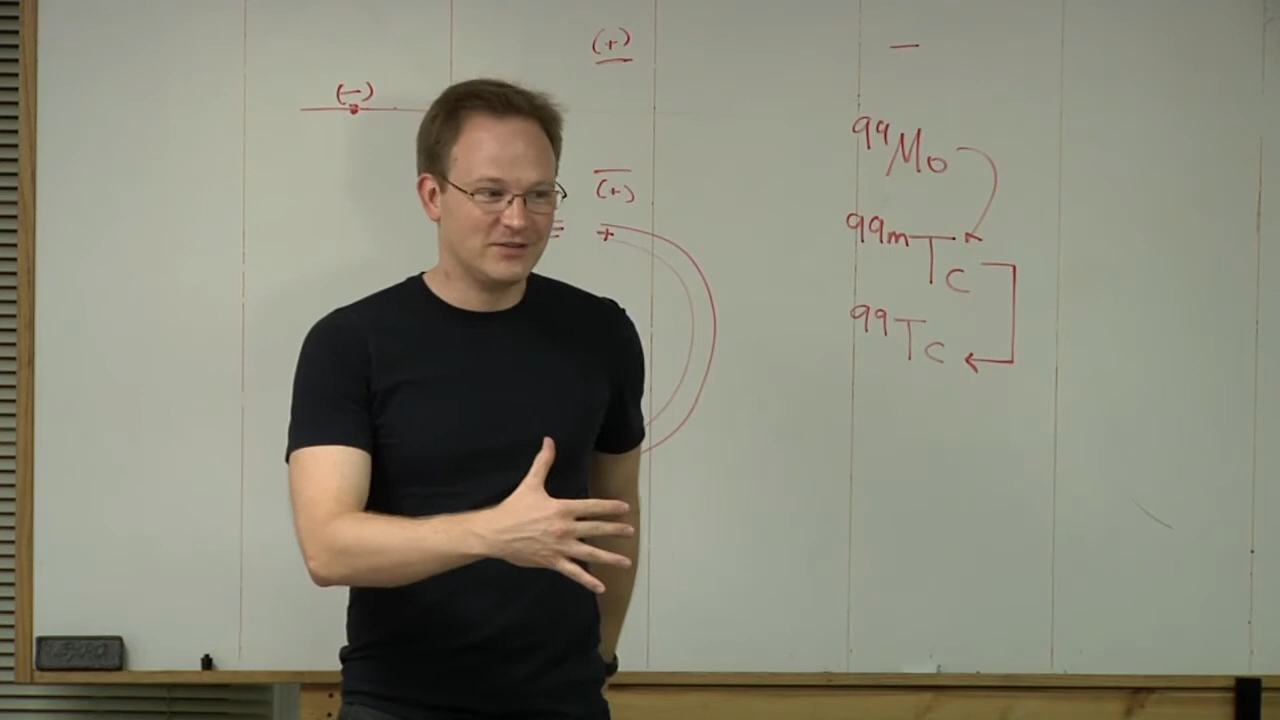 (+)
—
(-)
(+)
+
99Mo
99mTc
99Tc